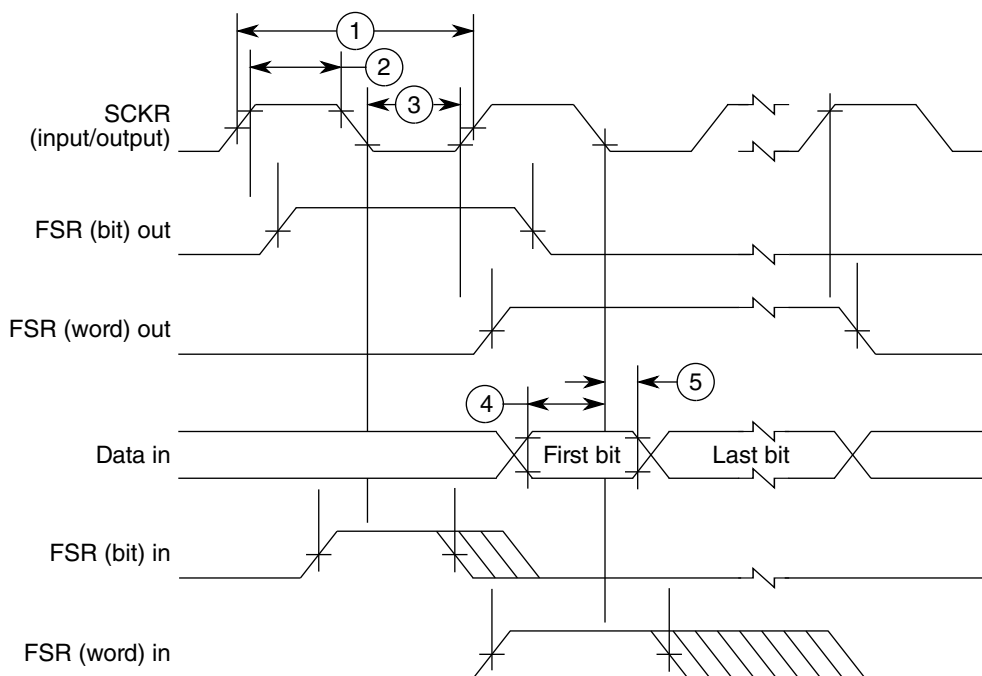 1
2
3
SCKR
(input/output)
FSR (bit) out
FSR (word) out
4
5
Data in
First bit
Last bit
FSR (bit) in
FSR (word) in